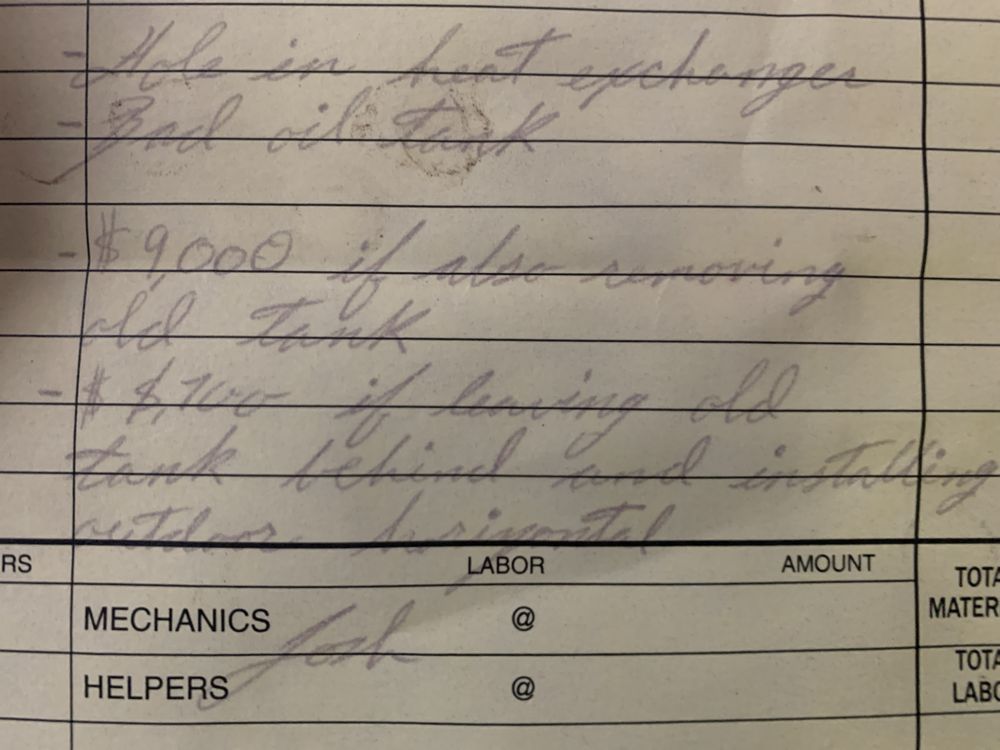 - Hole in heat exchanger
- Bad oil tank
- $9,000 if also removing
old tank
- $ if leaving old
tank behind and installing
outdoor horizontal
RS LABOR AMOUNT TOTA
MECHANICS Josh @ MATER
HELPERS @ TOTA
LABO